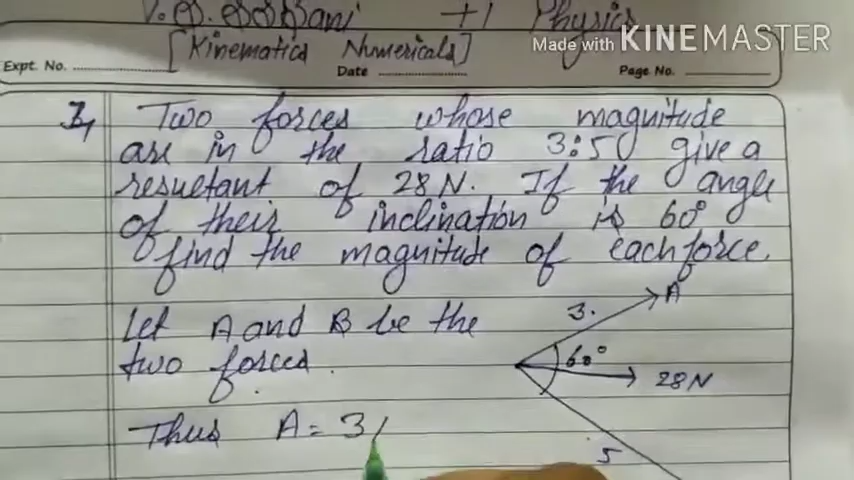 +1 Physics
Made with KINEMASTER
[Kinematics Numericals]
Expt. No. Date Page No.
1, Two forces whose magnitude
are in the ratio 3:5 give a
resultant of 28 N. If the angle
of their inclination is 60°
find the magnitude of each force.
Let A and B be the
two forces.
Thus A = 3
3.
A
60°
28 N
5